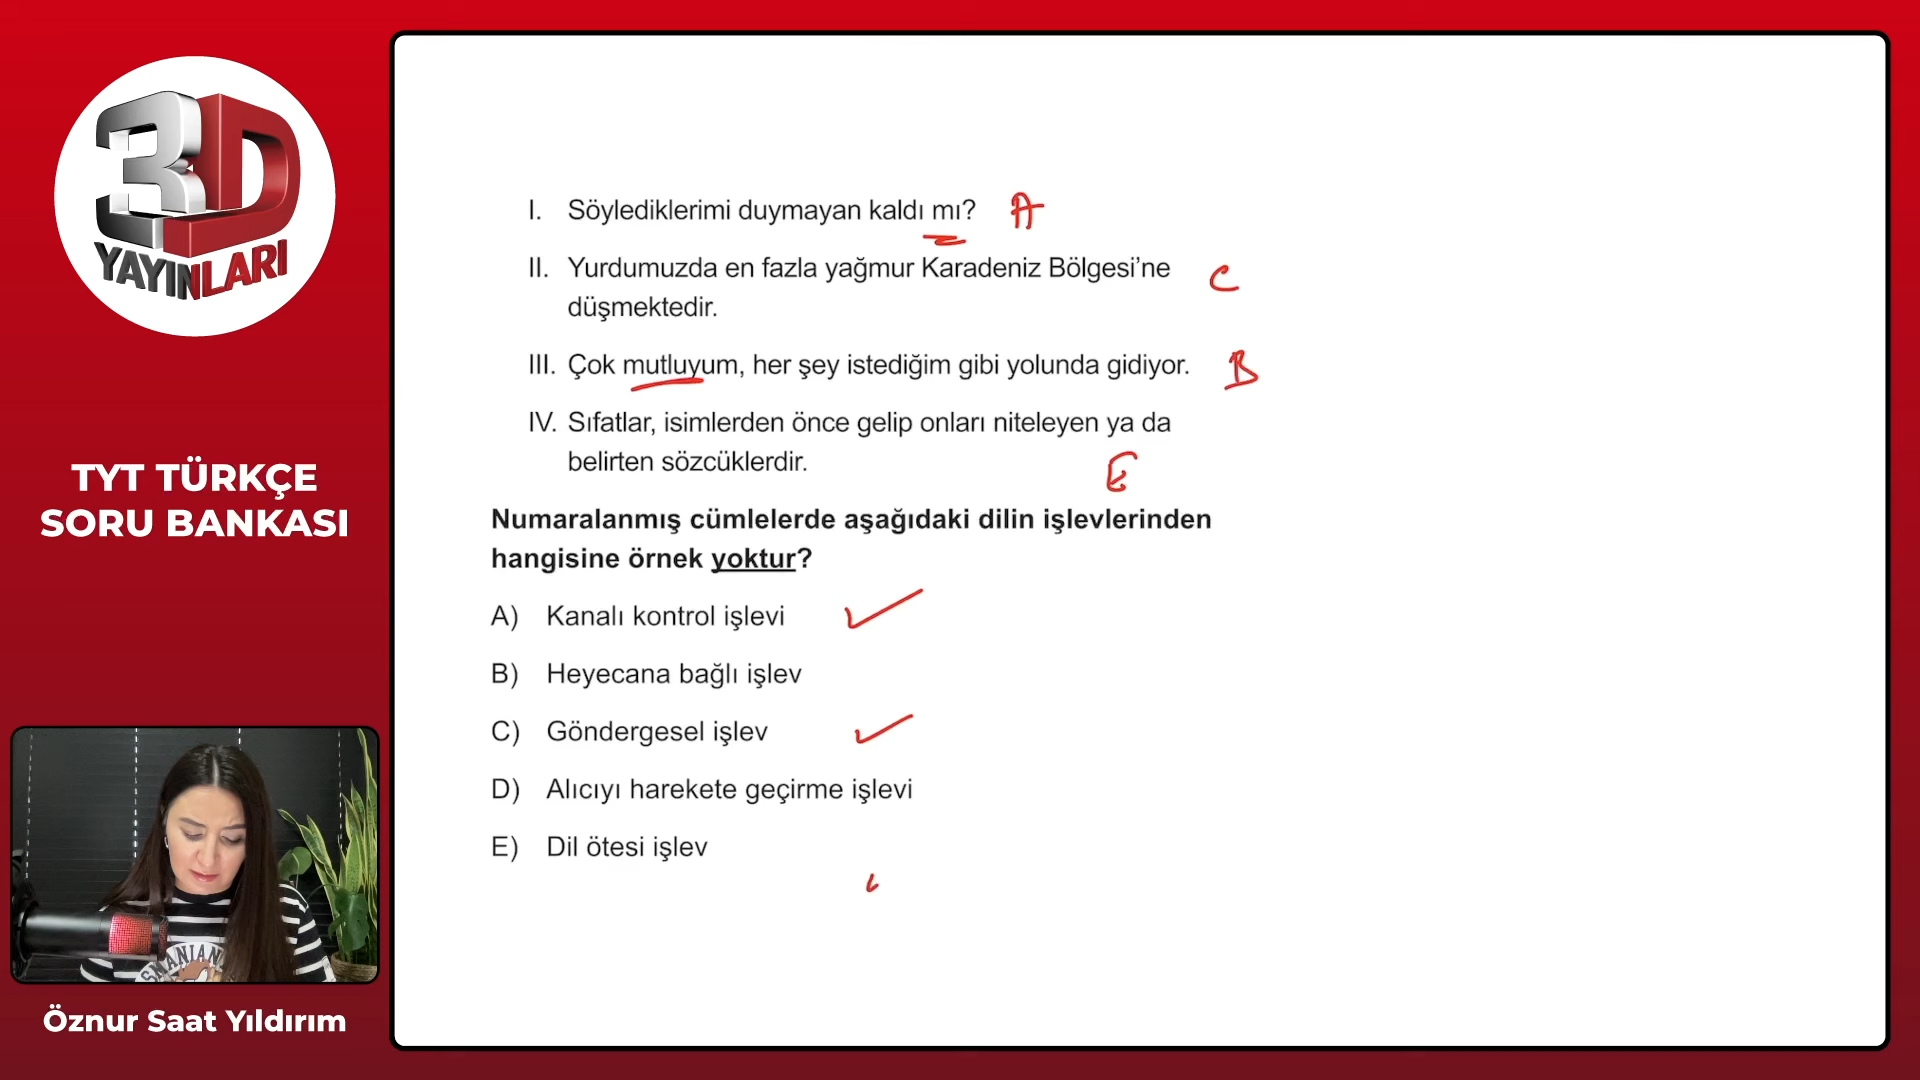 3D
YAYINLARI
TYT TÜRKÇE
SORU BANKASI
Öznur Saat Yıldırım
I. Söylediklerimi duymayan kaldı mı? A
II. Yurdumuzda en fazla yağmur Karadeniz Bölgesi’ne C
düşmektedir.
III. Çok mutluyum, her şey istediğim gibi yolunda gidiyor. B
IV. Sıfatlar, isimlerden önce gelip onları niteleyen ya da
belirten sözcüklerdir. E
Numaralanmış cümlelerde aşağıdaki dilin işlevlerinden
hangisine örnek yoktur?
A) Kanalı kontrol işlevi
B) Heyecana bağlı işlev
C) Göndergesel işlev
D) Alıcıyı harekete geçirme işlevi
E) Dil ötesi işlev